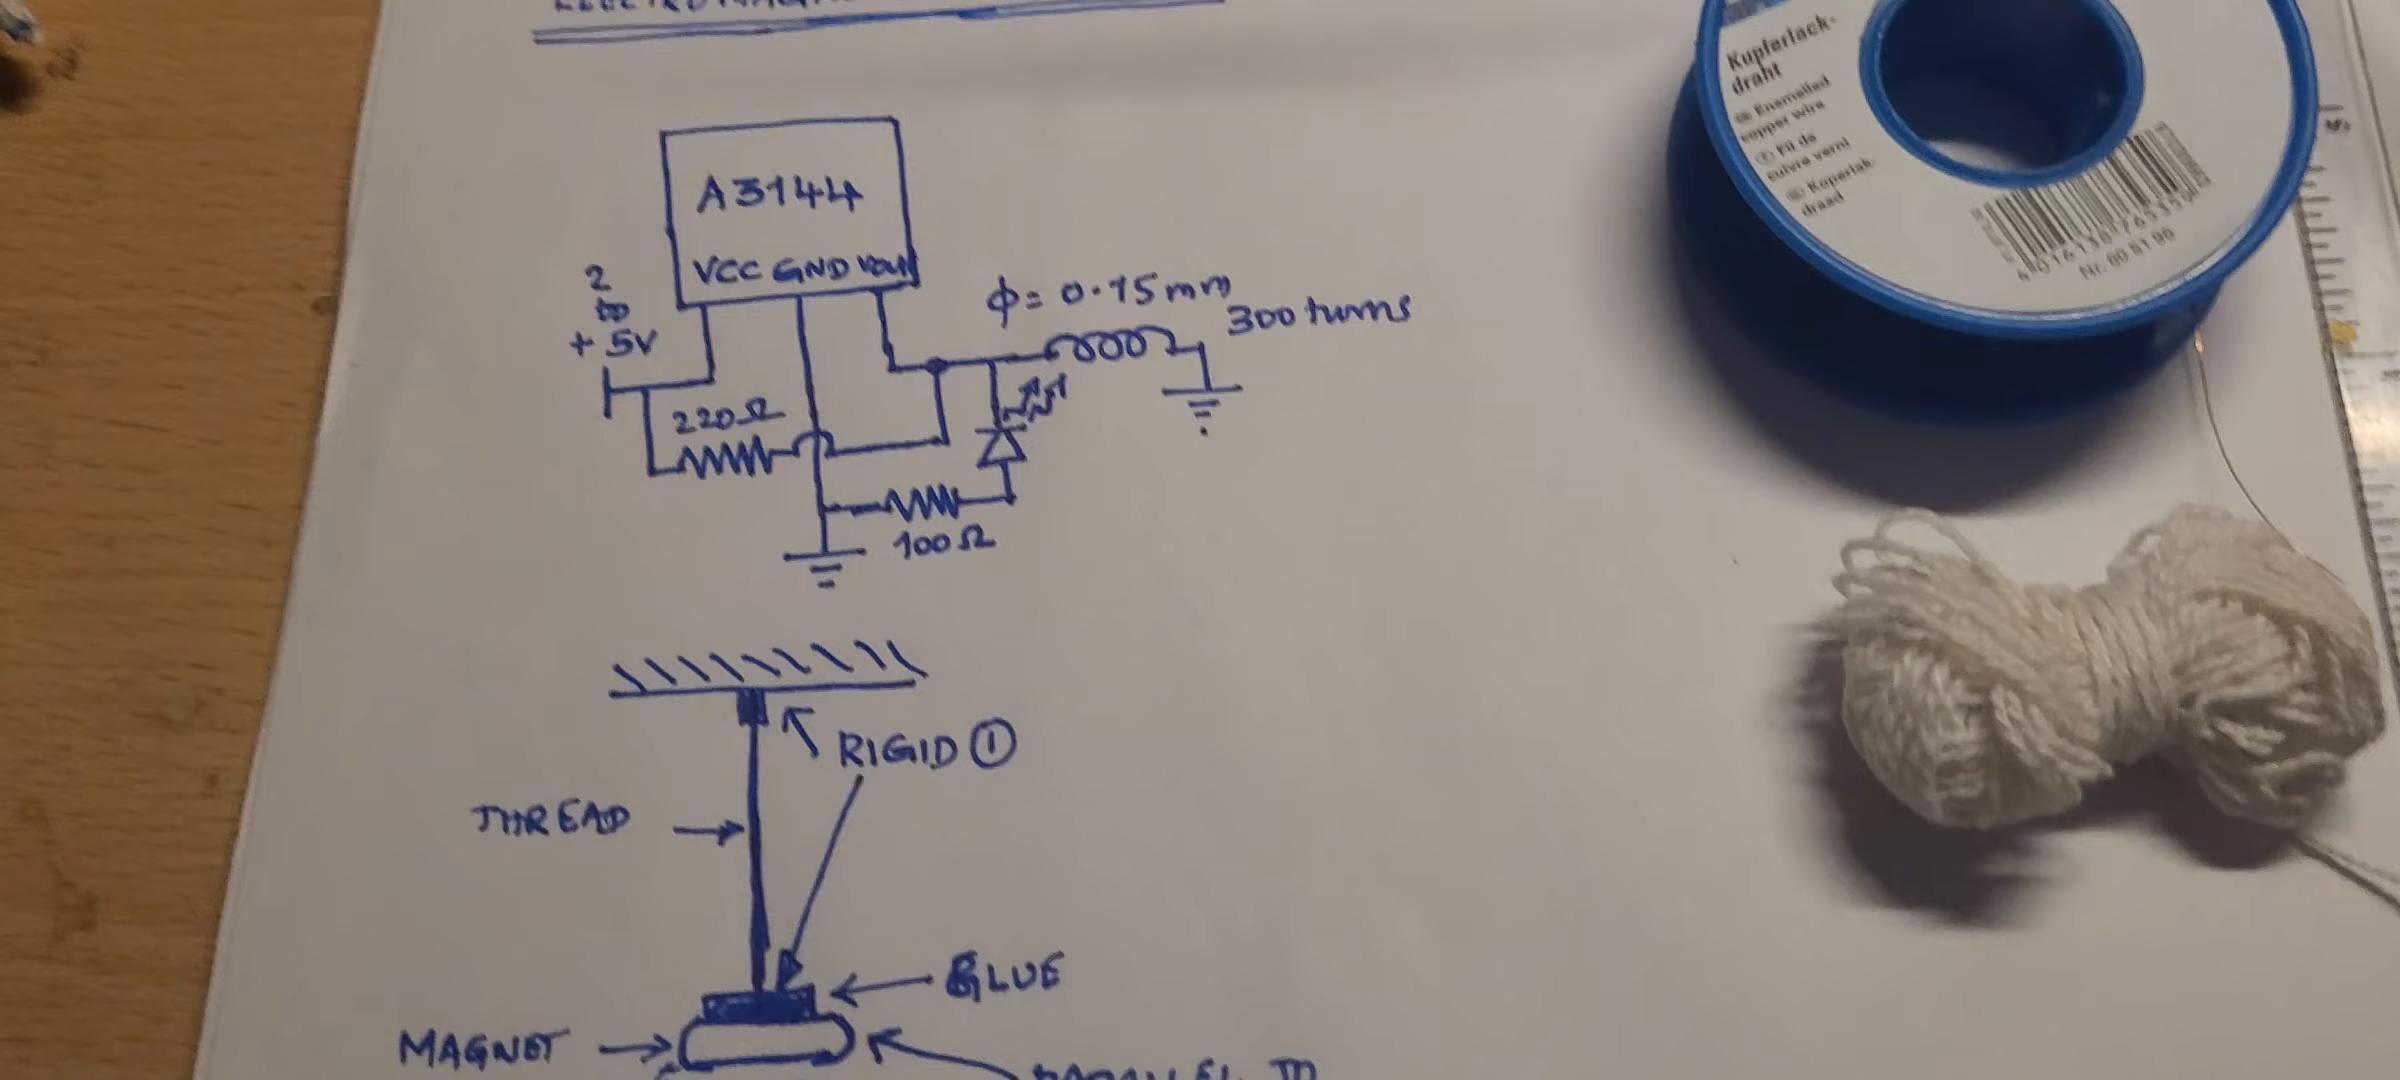 A3144
VCC GND Vout
2
to
+ 5V
220Ω
ϕ= 0.15mm
300 turns
100Ω
RIGID ①
THREAD
GLUE
MAGNET
Kupferlack-
draht
Enamelled
copper wire
Fil de
cuivre verni
Koperlak-
draad